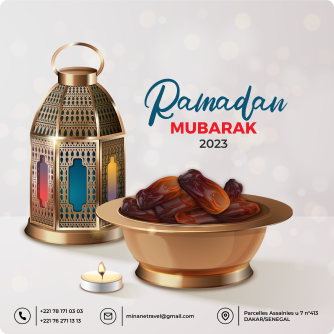 Ramadan
MUBARAK
2023
+221 78 171 03 03
+221 76 271 13 13
minanetravel@gmail.com
Parcelles Assainies u 7 n°413
DAKAR/SENEGAL